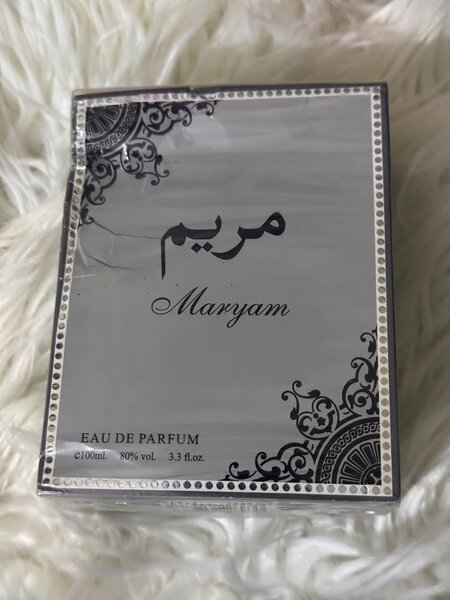 مريم
Maryam
EAU DE PARFUM
℮100ml. 80% vol. 3.3 fl.oz.